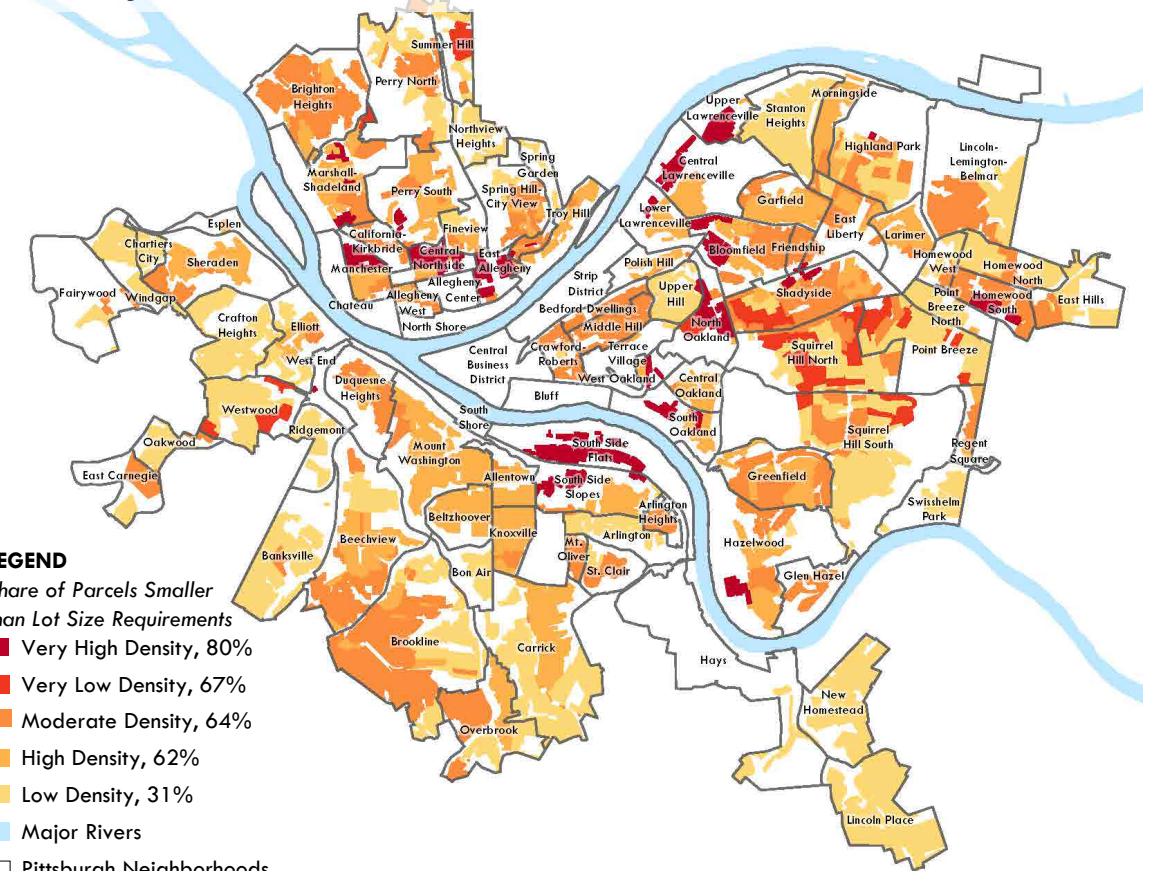 Summer Hill
Perry North
Brighton
Heights
Northview
Heights
Spring
Garden
Marshall-
Shadeland
Perry South
Spring Hill-
City View
Troy Hill
Fineview
California-
Kirkbride
Central
Northside
East
Allegheny
Manchester
Allegheny
Center
Allegheny
West
Chateau
North Shore
Esplen
Chartiers
City
Sheraden
Fairywood
Windgap
Crafton
Heights
Elliott
West End
Westwood
Ridgemont
Oakwood
East Carnegie
Duquesne
Heights
Mount
Washington
South
Shore
Upper
Lawrenceville
Stanton
Heights
Morningside
Highland Park
Lincoln-
Lemington-
Belmar
Central
Lawrenceville
Garfield
Lower
Lawrenceville
East
Liberty
Larimer
Bloomfield
Friendship
Polish Hill
Strip
District
Upper
Hill
Bedford Dwellings
Middle Hill
Crawford-
Roberts
Terrace
Village
West Oakland
North
Oakland
Shadyside
Homewood
West
Homewood
North
Point
Breeze
North
Homewood
South
East Hills
Point Breeze
Squirrel
Hill North
Central
Business
District
Bluff
Central
Oakland
South
Oakland
Squirrel
Hill South
Regent
Square
South Side
Flats
South Side
Slopes
Allentown
Arlington
Heights
Arlington
Greenfield
Swisshelm
Park
Beltzhoover
Knoxville
Mt.
Oliver
St. Clair
Hazelwood
Glen Hazel
Banksville
Beechview
Bon Air
Brookline
Carrick
Overbrook
Hays
New
Homestead
Lincoln Place
EGEND
hare of Parcels Smaller
han Lot Size Requirements
Very High Density, 80%
Very Low Density, 67%
Moderate Density, 64%
High Density, 62%
Low Density, 31%
Major Rivers
Pittsburgh Neighborhoods